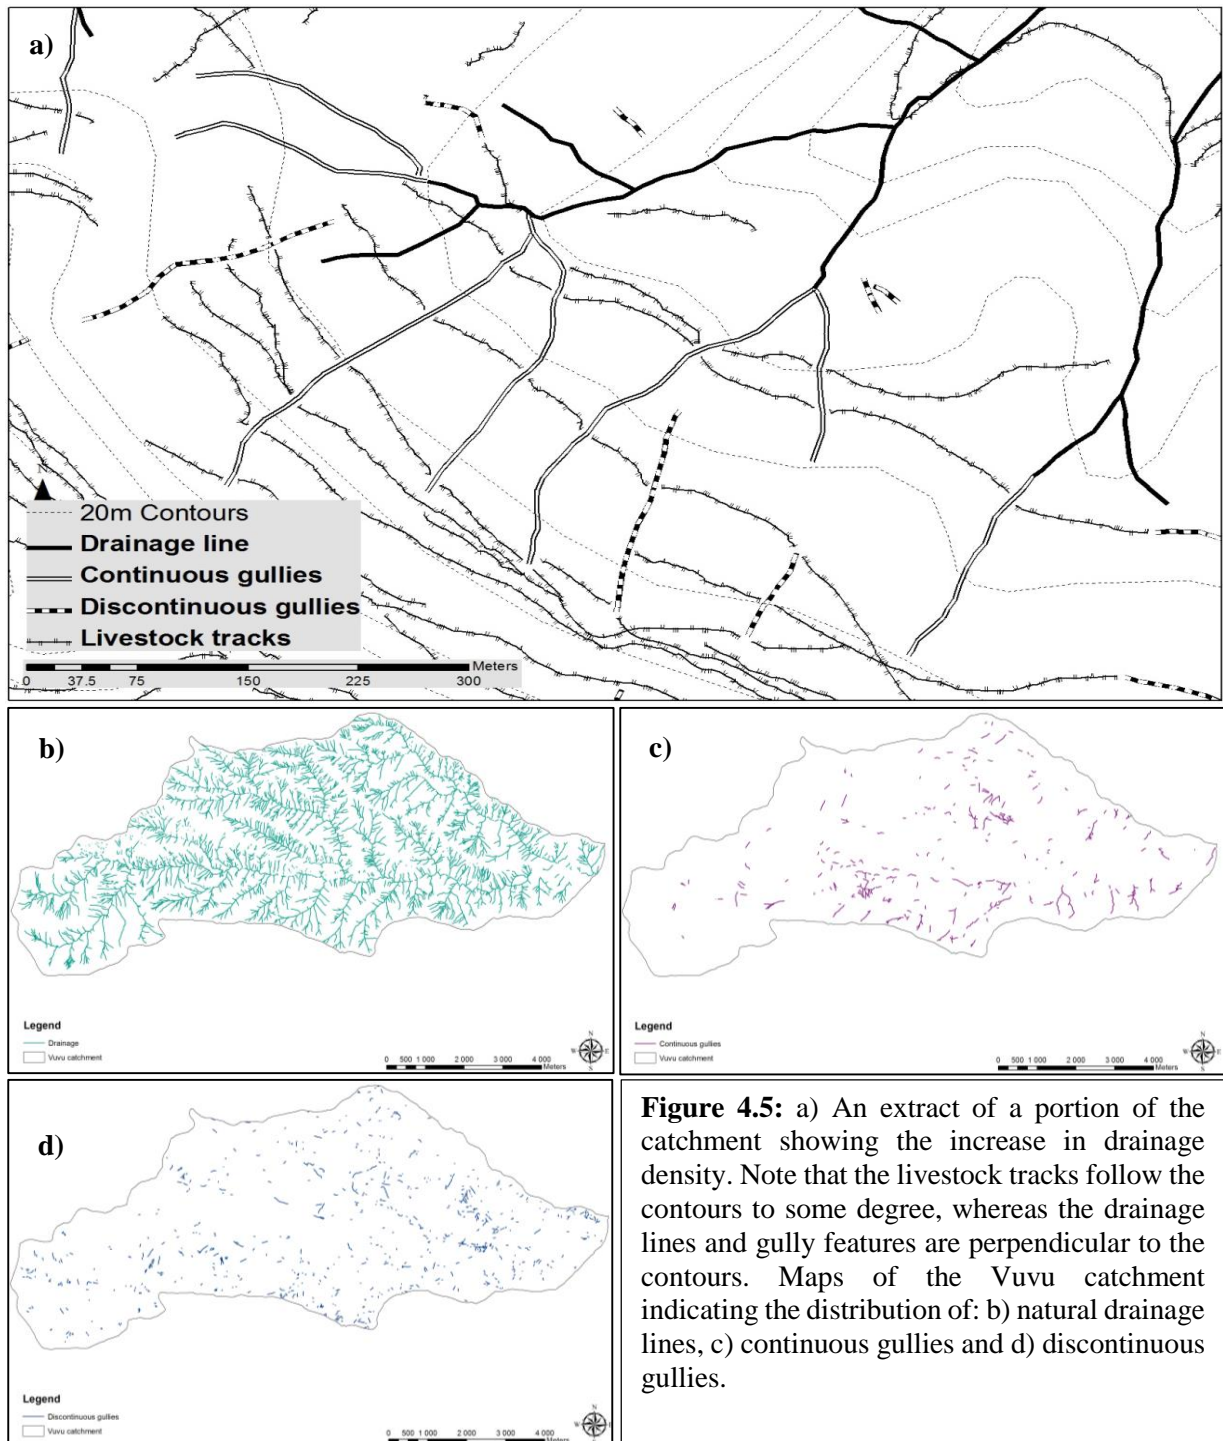 a)
N
20m Contours
Drainage line
Continuous gullies
Discontinuous gullies
Livestock tracks
Meters
0 37.5 75 150 225 300
b)
Legend
Drainage
Vuvu catchment
0 500 1 000 2 000 3 000 4 000
Meters
N
W E
S
c)
Legend
Continuous gullies
Vuvu catchment
0 500 1 000 2 000 3 000 4 000
Meters
N
W E
S
d)
Legend
Discontinuous gullies
Vuvu catchment
0 500 1 000 2 000 3 000 4 000
Meters
N
W E
Figure 4.5: a) An extract of a portion of the
catchment showing the increase in drainage
density. Note that the livestock tracks follow the
contours to some degree, whereas the drainage
lines and gully features are perpendicular to the
contours. Maps of the Vuvu catchment
indicating the distribution of: b) natural drainage
lines, c) continuous gullies and d) discontinuous
gullies.